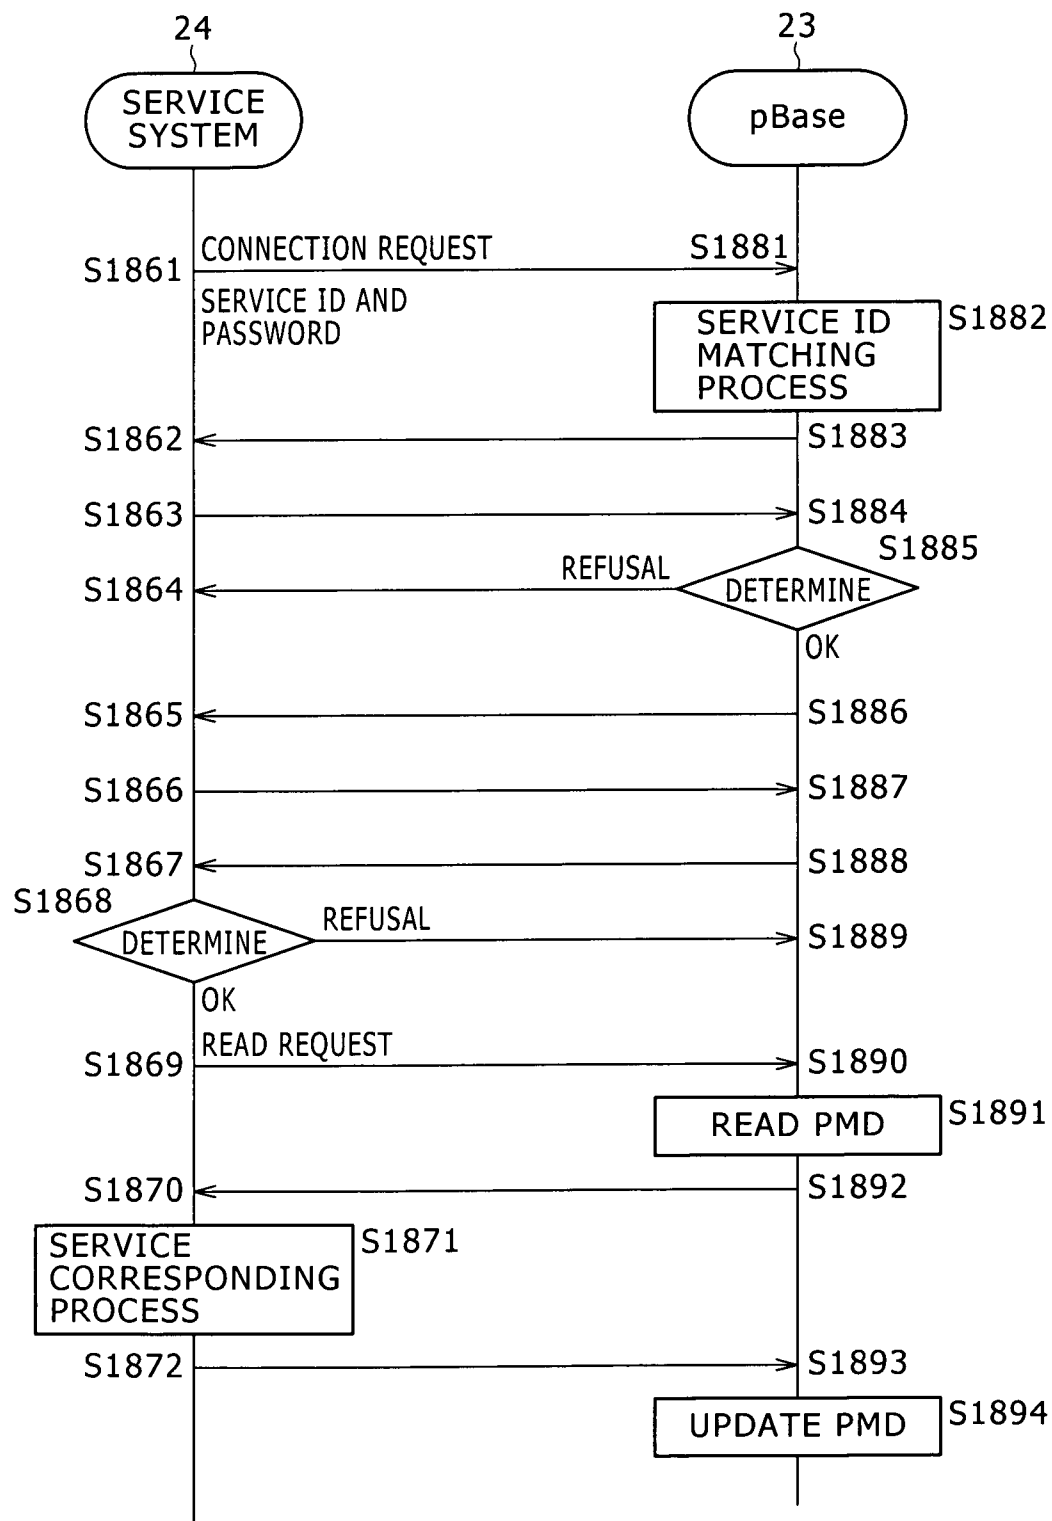 24
23
SERVICE
SYSTEM
pBase
CONNECTION REQUEST
S1881
S1861
SERVICE ID AND
PASSWORD
SERVICE ID
MATCHING
PROCESS
S1882
S1862
S1883
S1863
S1884
S1885
REFUSAL
S1864
DETERMINE
OK
S1865
S1886
S1866
S1887
S1867
S1888
S1868
REFUSAL
DETERMINE
S1889
OK
READ REQUEST
S1869
S1890
READ PMD
S1891
S1870
S1892
SERVICE
CORRESPONDING
PROCESS
S1871
S1872
S1893
UPDATE PMD
S1894